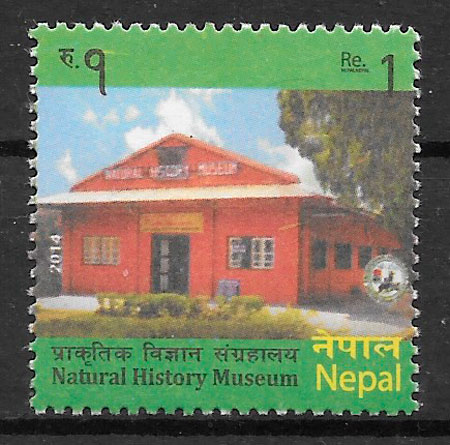 रु. १
Re. 1
NATURAL HISTORY MUSEUM
2014
प्राकृतिक विज्ञान संग्रहालय
नेपाल
Natural History Museum
Nepal